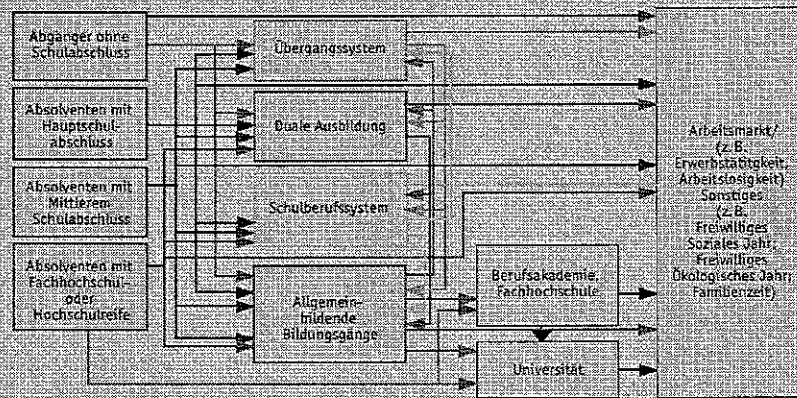 Abgänger ohne
Schulabschluss
Absolventen mit
Hauptschul-
abschluss
Absolventen mit
Mittlerem
Schulabschluss
Absolventen mit
Fachhochschul-
oder
Hochschulreife
Übergangssystem
Duale Ausbildung
Schulberufssystem
Allgemein-
bildende
Bildungsgänge
Berufsakademie,
Fachhochschule
Universität
Arbeitsmarkt/
(z. B.
Erwerbstätigkeit,
Arbeitslosigkeit)
Sonstiges
(z. B.
Freiwilliges
Soziales Jahr,
Freiwilliges
Ökologisches Jahr,
Familienzeit)